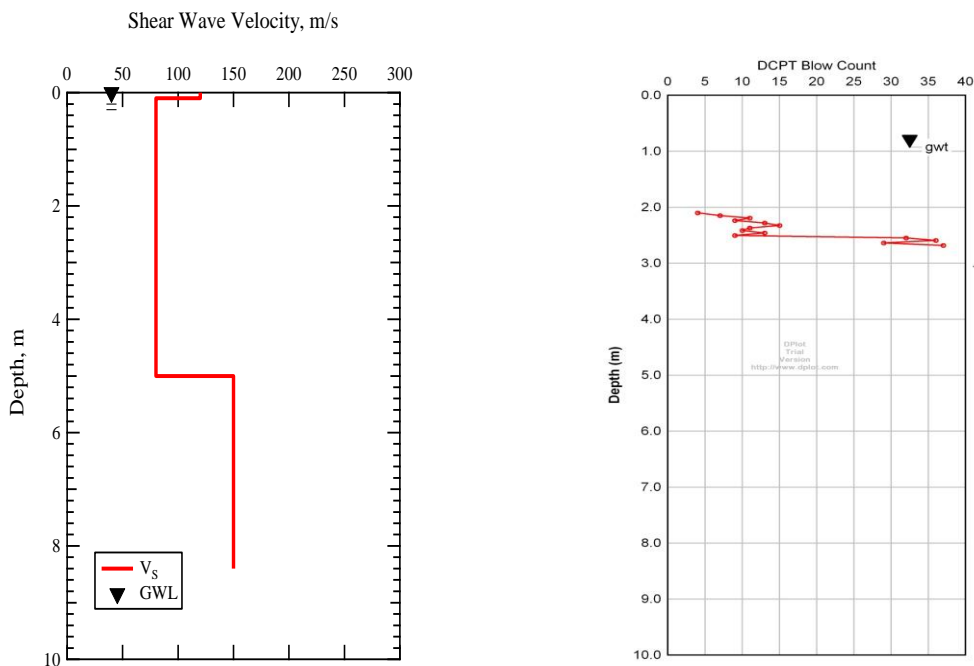 Shear Wave Velocity, m/s
0 50 100 150 200 250 300
0
2
4
6
8
10
Depth, m
V_S
GWL
DCPT Blow Count
0 5 10 15 20 25 30 35 40
0.0
1.0
2.0
3.0
4.0
5.0
6.0
7.0
8.0
9.0
10.0
Depth (m)
gwt
DPlot
Trial
Version
http://www.dplot.com